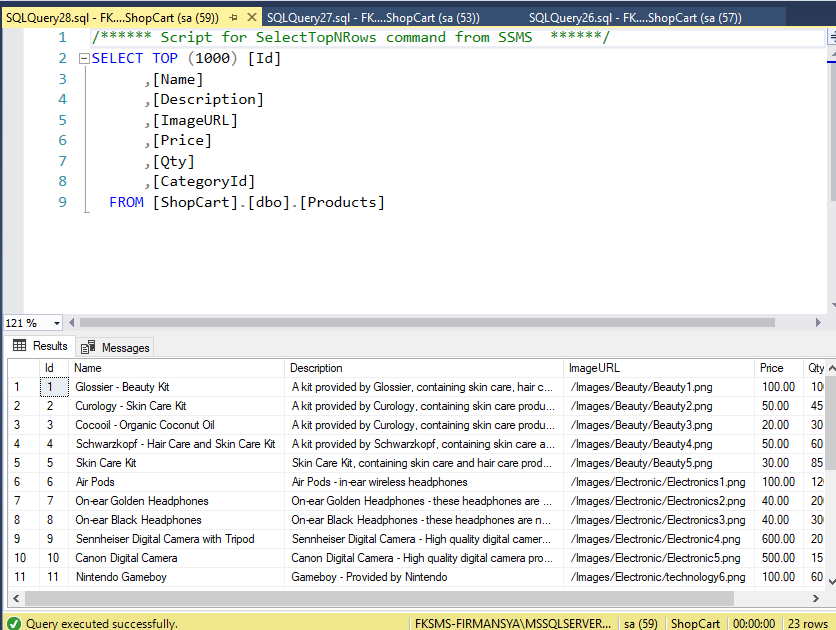 SQLQuery28.sql - FK....ShopCart (sa (59)) SQLQuery27.sql - FK....ShopCart (sa (53)) SQLQuery26.sql - FK....ShopCart (sa (57))
1 /****** Script for SelectTopNRows command from SSMS ******/
2 SELECT TOP (1000) [Id]
3 ,[Name]
4 ,[Description]
5 ,[ImageURL]
6 ,[Price]
7 ,[Qty]
8 ,[CategoryId]
9 FROM [ShopCart].[dbo].[Products]
121 %
Results Messages
Id Name Description ImageURL Price Qty
1 1 Glossier - Beauty Kit A kit provided by Glossier, containing skin care, hair c... /Images/Beauty/Beauty1.png 100.00 10
2 2 Curology - Skin Care Kit A kit provided by Curology, containing skin care produ... /Images/Beauty/Beauty2.png 50.00 45
3 3 Cocooil - Organic Coconut Oil A kit provided by Curology, containing skin care produ... /Images/Beauty/Beauty3.png 20.00 30
4 4 Schwarzkopf - Hair Care and Skin Care Kit A kit provided by Schwarzkopf, containing skin care a... /Images/Beauty/Beauty4.png 50.00 60
5 5 Skin Care Kit Skin Care Kit, containing skin care and hair care prod... /Images/Beauty/Beauty5.png 30.00 85
6 6 Air Pods Air Pods - in-ear wireless headphones /Images/Electronic/Electronics1.png 100.00 12
7 7 On-ear Golden Headphones On-ear Golden Headphones - these headphones are ... /Images/Electronic/Electronics2.png 40.00 20
8 8 On-ear Black Headphones On-ear Black Headphones - these headphones are n... /Images/Electronic/Electronics3.png 40.00 30
9 9 Sennheiser Digital Camera with Tripod Sennheiser Digital Camera - High quality digital camer... /Images/Electronic/Electronic4.png 600.00 20
10 10 Canon Digital Camera Canon Digital Camera - High quality digital camera pro... /Images/Electronic/Electronic5.png 500.00 15
11 11 Nintendo Gameboy Gameboy - Provided by Nintendo /Images/Electronic/technology6.png 100.00 60
Query executed successfully. FKSMS-FIRMANSYA\MSSQLSERVER... sa (59) ShopCart 00:00:00 23 rows